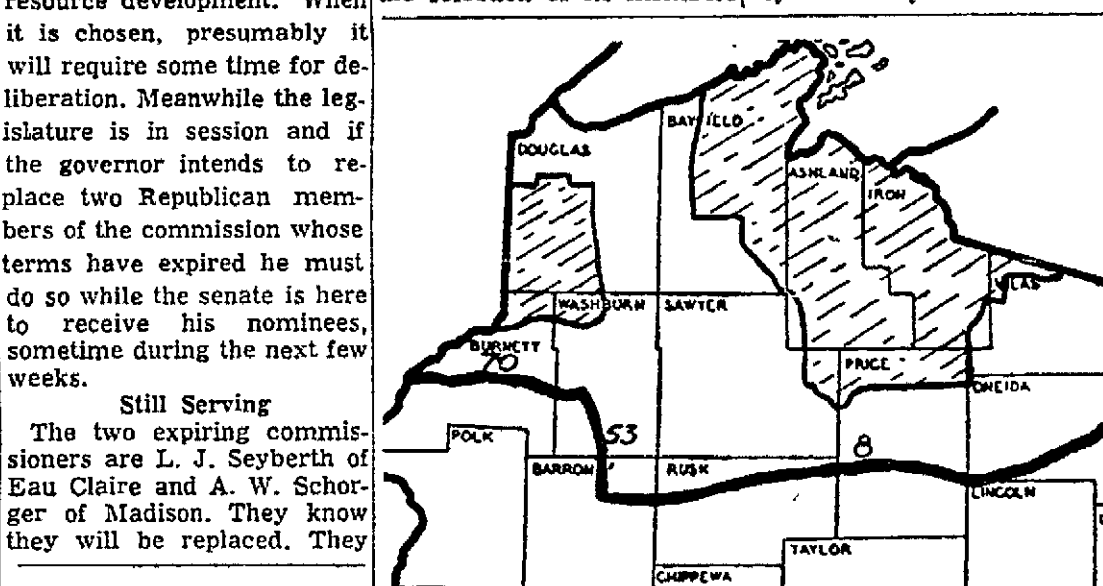 resource development. When
it is chosen, presumably it
will require some time for de-
liberation. Meanwhile the leg-
islature is in session and if
the governor intends to re-
place two Republican mem-
bers of the commission whose
terms have expired he must
do so while the senate is here
to receive his nominees,
sometime during the next few
weeks.
Still Serving
The two expiring commis-
sioners are L. J. Seyberth of
Eau Claire and A. W. Schor-
ger of Madison. They know
they will be replaced. They
BAYFIELD
DOUGLAS
ASHLAND
IRON
VILAS
WASHBURN
SAWYER
BURNETT
70
PRICE
ONEIDA
POLK
53
8
BARRON
RUSK
LINCOLN
TAYLOR
CHIPPEWA